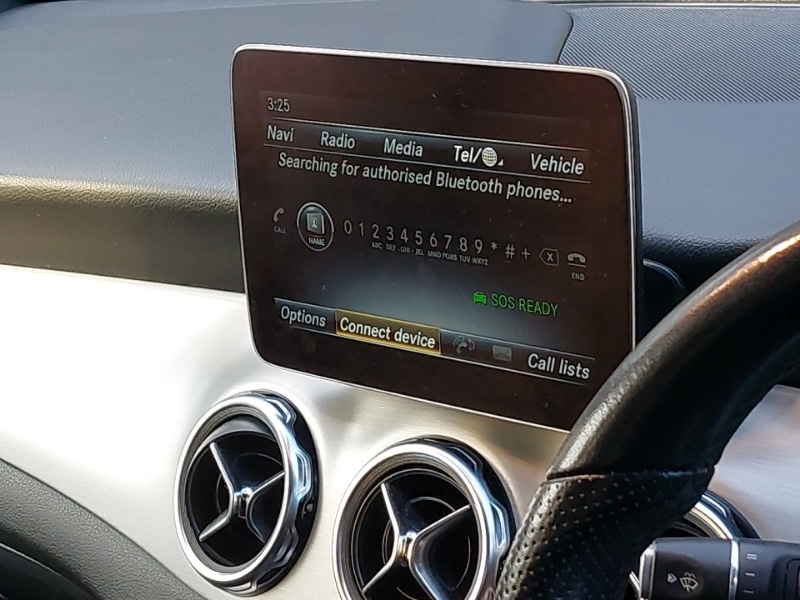 3:25
Navi Radio Media Tel/ Vehicle
Searching for authorised Bluetooth phones...
CALL NAME 0 1 2 3 4 5 6 7 8 9 * # + X END
ABC DEF GHI JKL MNO PQRS TUV WXYZ
SOS READY
Options Connect device Call lists